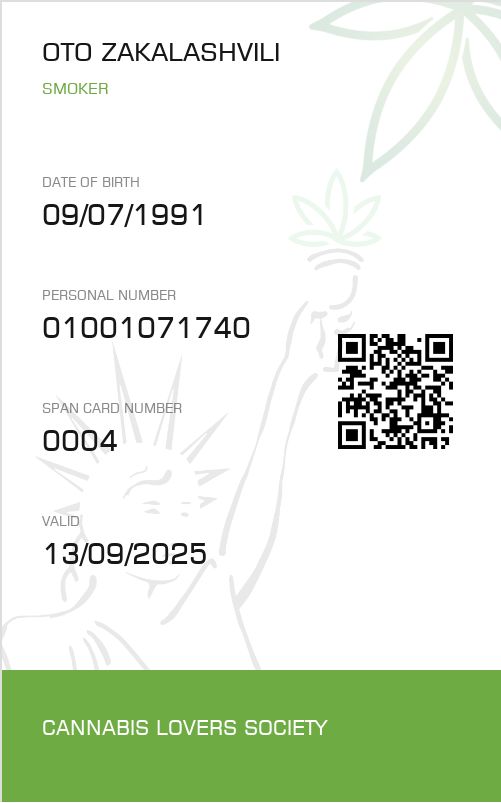 OTO ZAKALASHVILI
SMOKER
DATE OF BIRTH
09/07/1991
PERSONAL NUMBER
01001071740
SPAN CARD NUMBER
0004
VALID
13/09/2025
CANNABIS LOVERS SOCIETY